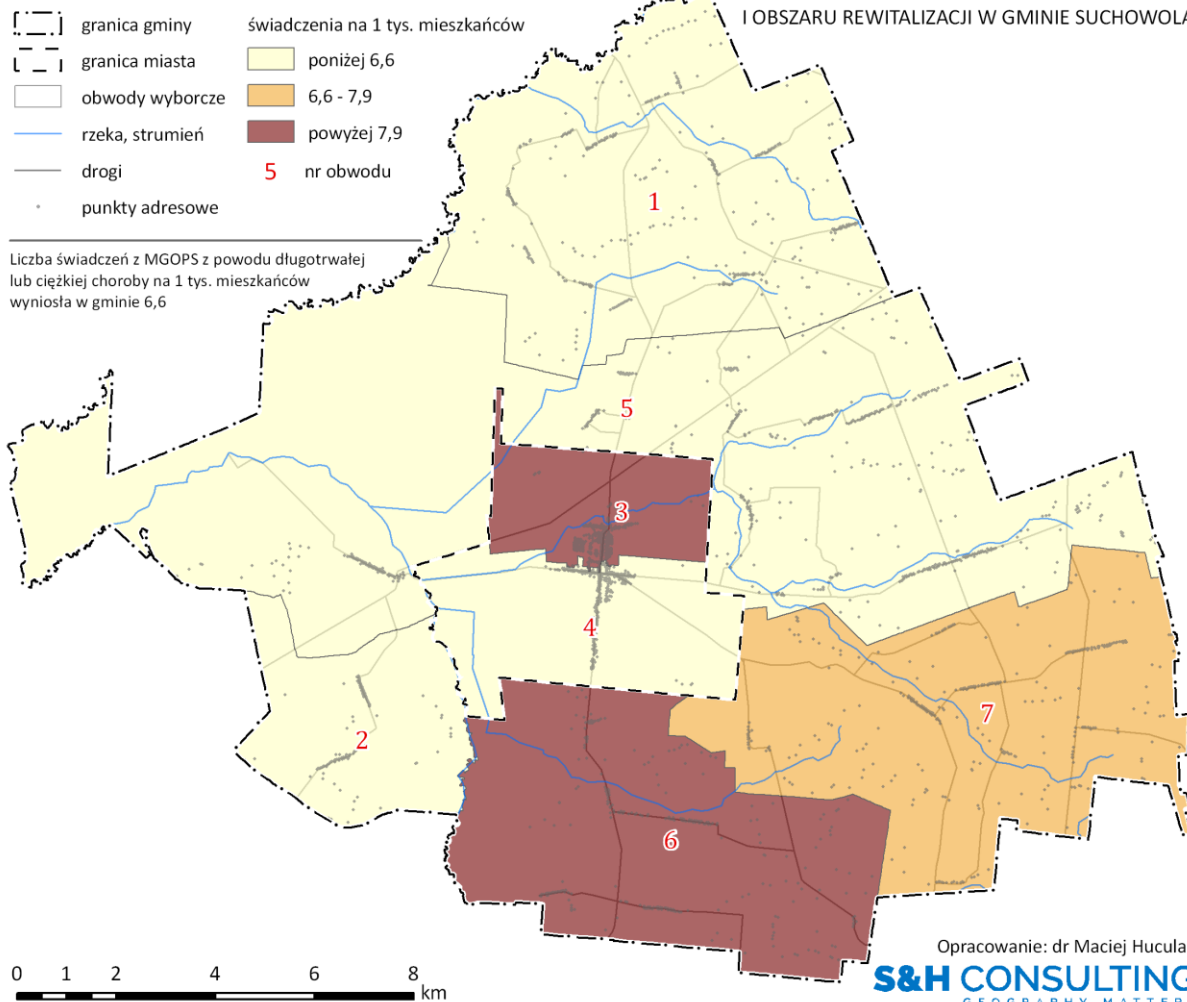 I OBSZARU REWITALIZACJI W GMINIE SUCHOWOLA
granica gminy
granica miasta
obwody wyborcze
rzeka, strumień
drogi
punkty adresowe
świadczenia na 1 tys. mieszkańców
poniżej 6,6
6,6 - 7,9
powyżej 7,9
5 nr obwodu
Liczba świadczeń z MGOPS z powodu długotrwałej
lub ciężkiej choroby na 1 tys. mieszkańców
wyniosła w gminie 6,6
1
5
3
4
2
7
6
0 1 2 4 6 8 km
Opracowanie: dr Maciej Hucula
S&H CONSULTING
GEOGRAPHY MATTER